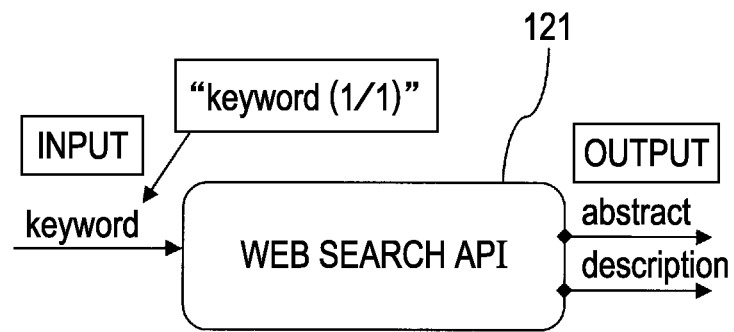 121
“keyword (1/1)”
INPUT
OUTPUT
keyword
abstract
WEB SEARCH API
description